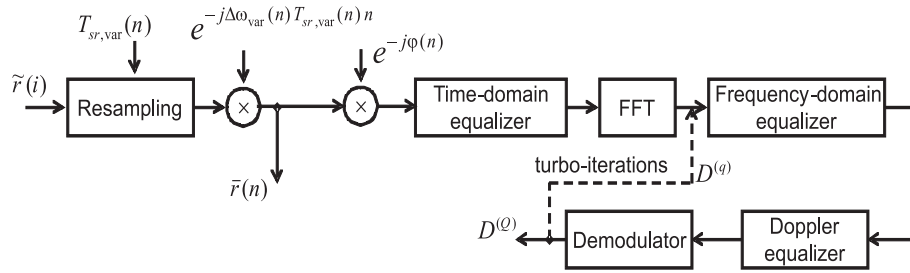 T_{sr,var}(n)
e^{-jΔω_{var}(n)T_{sr,var}(n)n}
e^{-jφ(n)}
r̃(i)
Resampling
×
×
Time-domain
equalizer
FFT
Frequency-domain
equalizer
r̄(n)
turbo-iterations
D^{(q)}
D^{(Q)}
Demodulator
Doppler
equalizer